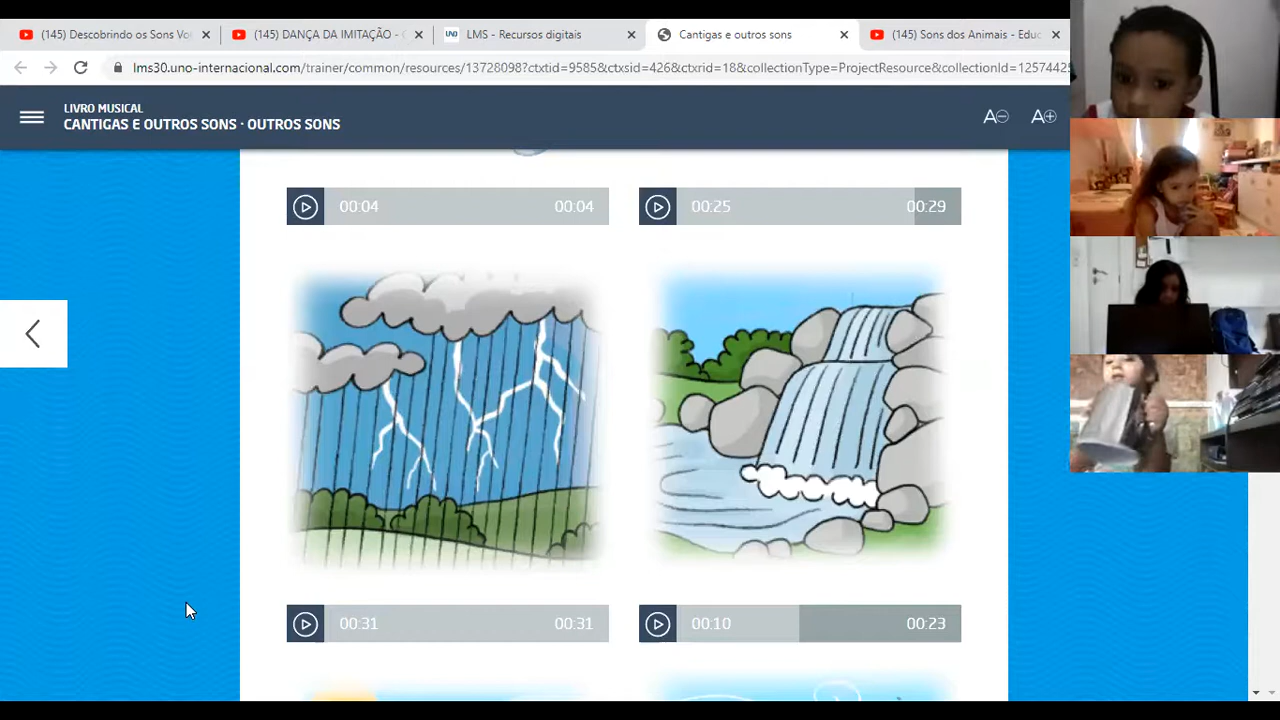 (145) Descobrindo os Sons Vo
(145) DANÇA DA IMITAÇÃO -
UNO LMS - Recursos digitais
Cantigas e outros sons
(145) Sons dos Animais - Educ
lms30.uno-internacional.com/trainer/common/resources/13728098?ctxtid=9585&ctxsid=426&ctxrid=18&collectionType=ProjectResource&collectionId=12574425
LIVRO MUSICAL
CANTIGAS E OUTROS SONS · OUTROS SONS
A A
00:04 00:04
00:25 00:29
00:31 00:31
00:10 00:23